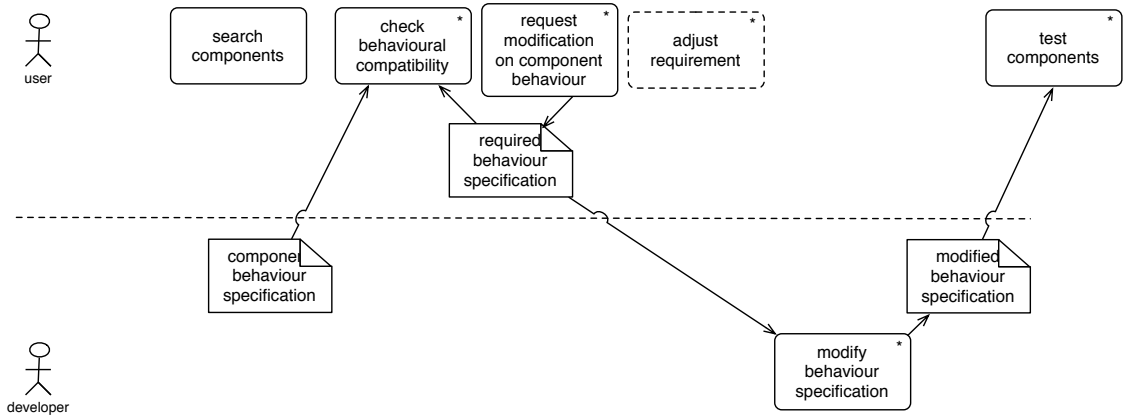 user
search
components
*
check
behavioural
compatibility
*
request
modification
on component
behaviour
*
adjust
requirement
*
test
components
required
behaviour
specification
componen
behaviour
specification
modified
behaviour
specification
developer
*
modify
behaviour
specification